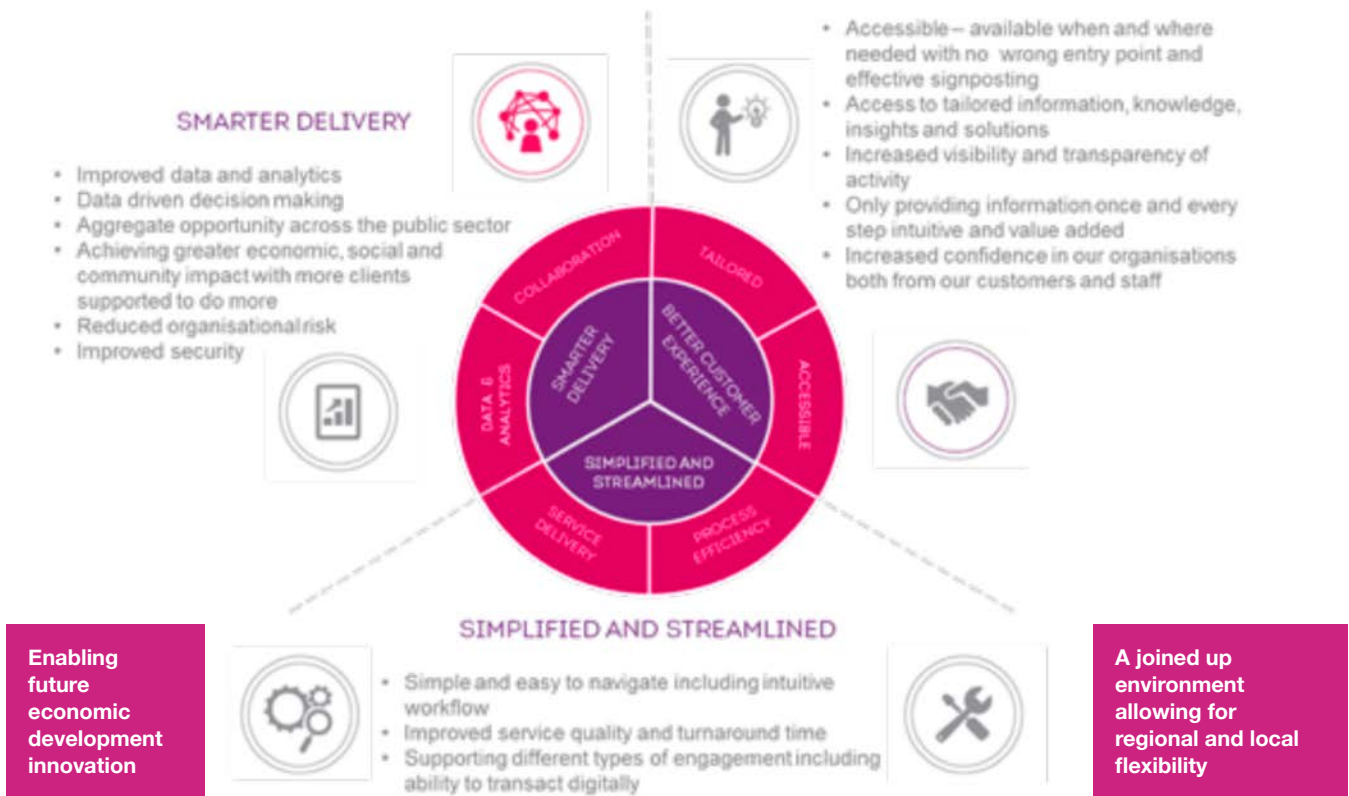 SMARTER DELIVERY
• Improved data and analytics
• Data driven decision making
• Aggregate opportunity across the public sector
• Achieving greater economic, social and
community impact with more clients
supported to do more
• Reduced organisational risk
• Improved security
• Accessible – available when and where
needed with no wrong entry point and
effective signposting
• Access to tailored information, knowledge,
insights and solutions
• Increased visibility and transparency of
activity
• Only providing information once and every
step intuitive and value added
• Increased confidence in our organisations
both from our customers and staff
COLLABORATION
TAILORED
DATA &
ANALYTICS
SMARTER
DELIVERY
BETTER CUSTOMER
EXPERIENCE
ACCESSIBLE
SIMPLIFIED AND
STREAMLINED
SERVICE
DELIVERY
PROCESS
EFFICIENCY
SIMPLIFIED AND STREAMLINED
• Simple and easy to navigate including intuitive
workflow
• Improved service quality and turnaround time
• Supporting different types of engagement including
ability to transact digitally
Enabling
future
economic
development
innovation
A joined up
environment
allowing for
regional and local
flexibility